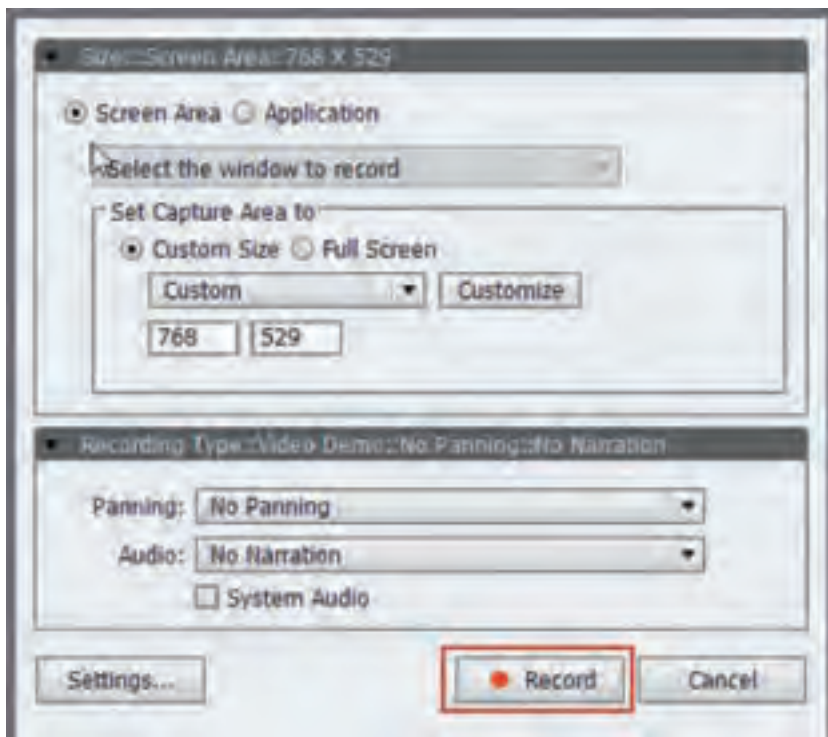 Size::Screen Area::768 X 529
Screen Area Application
Select the window to record
Set Capture Area to
Custom Size Full Screen
Custom Customize
768 529
Recording Type::Video Demo::No Panning::No Narration
Panning: No Panning
Audio: No Narration
System Audio
Settings... Record Cancel